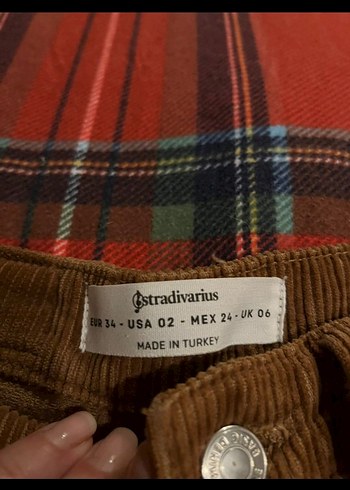 stradivarius
EUR 34 - USA 02 - MEX 24 - UK 06
MADE IN TURKEY